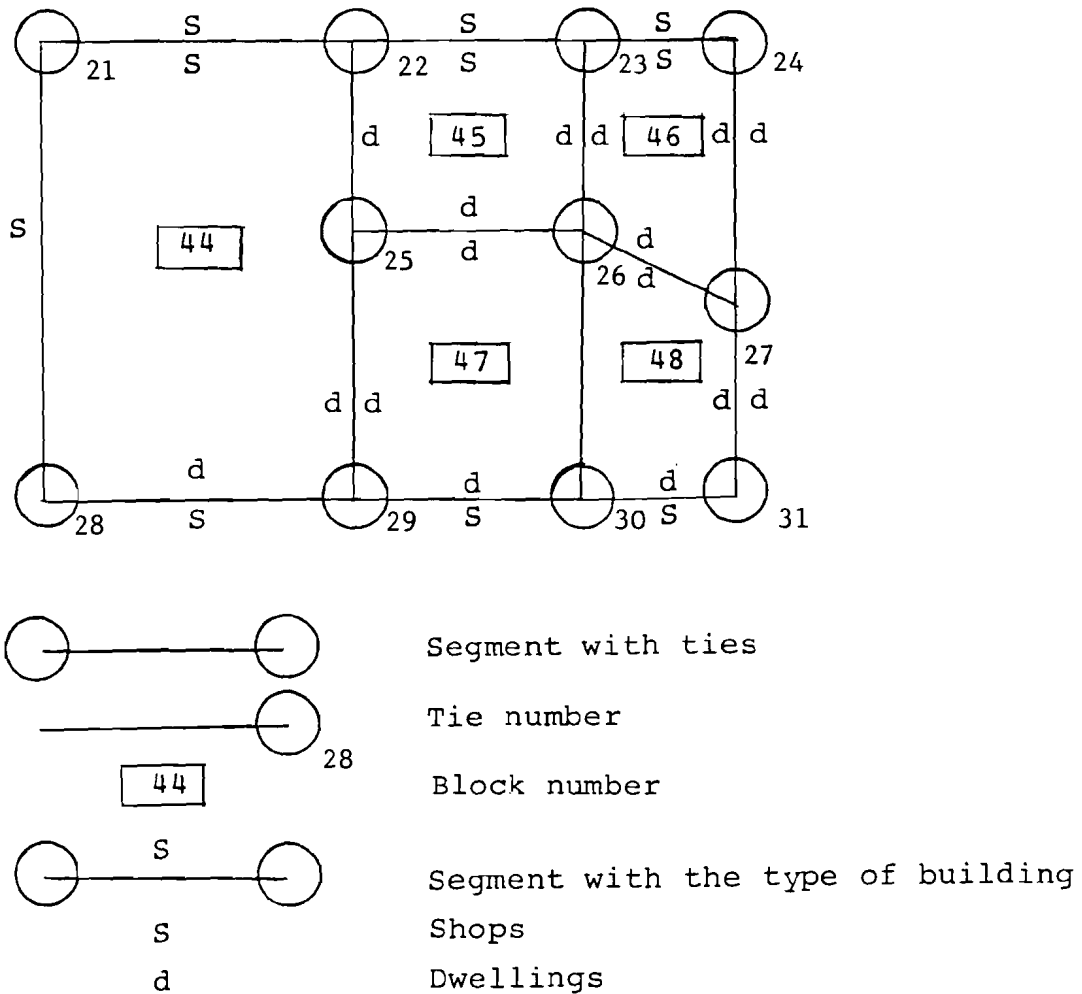 S S S
S S S
21 22 23 24
d 45 d d 46 d d
S 44 d d
25 d 26 d
47 48 27
d d d d
d d d
28 S 29 S 30 S 31
Segment with ties
Tie number
28
44 Block number
S
Segment with the type of building
S Shops
d Dwellings